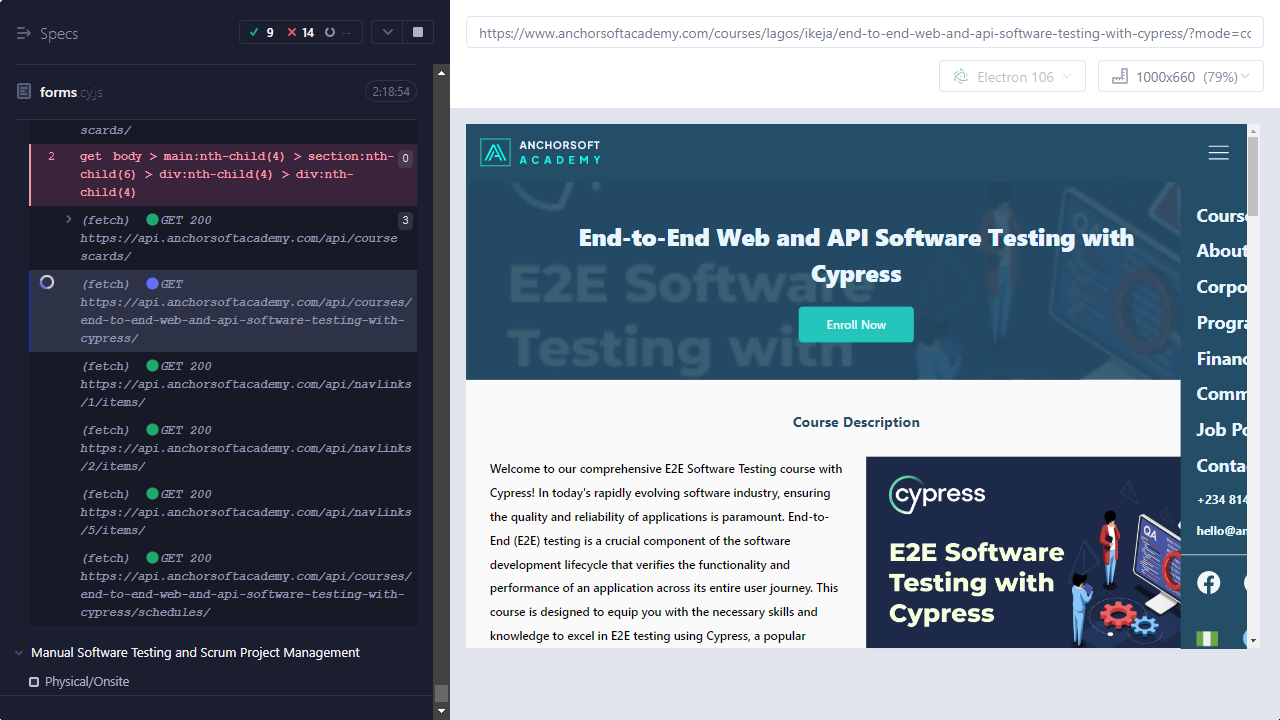 Specs
9
14
--
forms.cy.js
2:18:54
scards/
2
get body > main:nth-child(4) > section:nth-
child(6) > div:nth-child(4) > div:nth-
child(4)
0
(fetch) GET 200
https://api.anchorsoftacademy.com/api/course
scards/
3
(fetch) GET
https://api.anchorsoftacademy.com/api/courses/
end-to-end-web-and-api-software-testing-with-
cypress/
(fetch) GET 200
https://api.anchorsoftacademy.com/api/navlinks
/1/items/
(fetch) GET 200
https://api.anchorsoftacademy.com/api/navlinks
/2/items/
(fetch) GET 200
https://api.anchorsoftacademy.com/api/navlinks
/5/items/
(fetch) GET 200
https://api.anchorsoftacademy.com/api/courses/
end-to-end-web-and-api-software-testing-with-
cypress/schedules/
Manual Software Testing and Scrum Project Management
Physical/Onsite
https://www.anchorsoftacademy.com/courses/lagos/ikeja/end-to-end-web-and-api-software-testing-with-cypress/?mode=cc
Electron 106
1000x660 (79%)
ANCHORSOFT
ACADEMY
End-to-End Web and API Software Testing with
Cypress
E2E Software
Testing with
Enroll Now
Course Description
Welcome to our comprehensive E2E Software Testing course with
Cypress! In today's rapidly evolving software industry, ensuring
the quality and reliability of applications is paramount. End-to-
End (E2E) testing is a crucial component of the software
development lifecycle that verifies the functionality and
performance of an application across its entire user journey. This
course is designed to equip you with the necessary skills and
knowledge to excel in E2E testing using Cypress, a popular
cypress
E2E Software
Testing with
Cypress
QA
Course
About
Corpo
Progra
Financ
Comm
Job Po
Conta
+234 814
hello@an